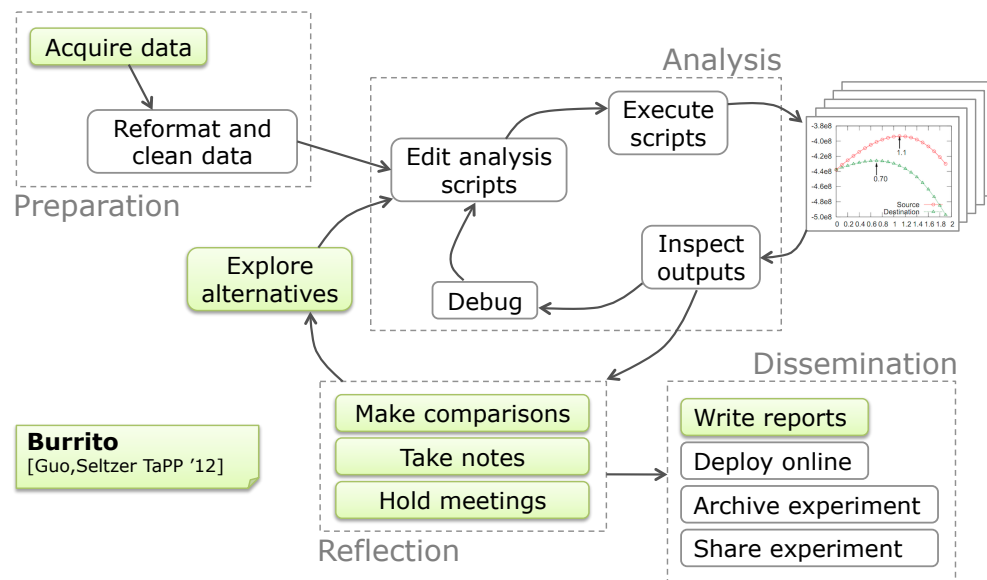 Acquire data
Reformat and
clean data
Preparation
Analysis
Edit analysis
scripts
Execute
scripts
-3.8e8
-4.0e8
-4.2e8
-4.4e8
-4.6e8
-4.8e8
-5.0e8
1.1
0.70
Source
Destination
0 0.2 0.4 0.6 0.8 1 1.2 1.4 1.6 1.8 2
Inspect
outputs
Debug
Explore
alternatives
Make comparisons
Take notes
Hold meetings
Reflection
Dissemination
Write reports
Deploy online
Archive experiment
Share experiment
Burrito
[Guo,Seltzer TaPP ’12]